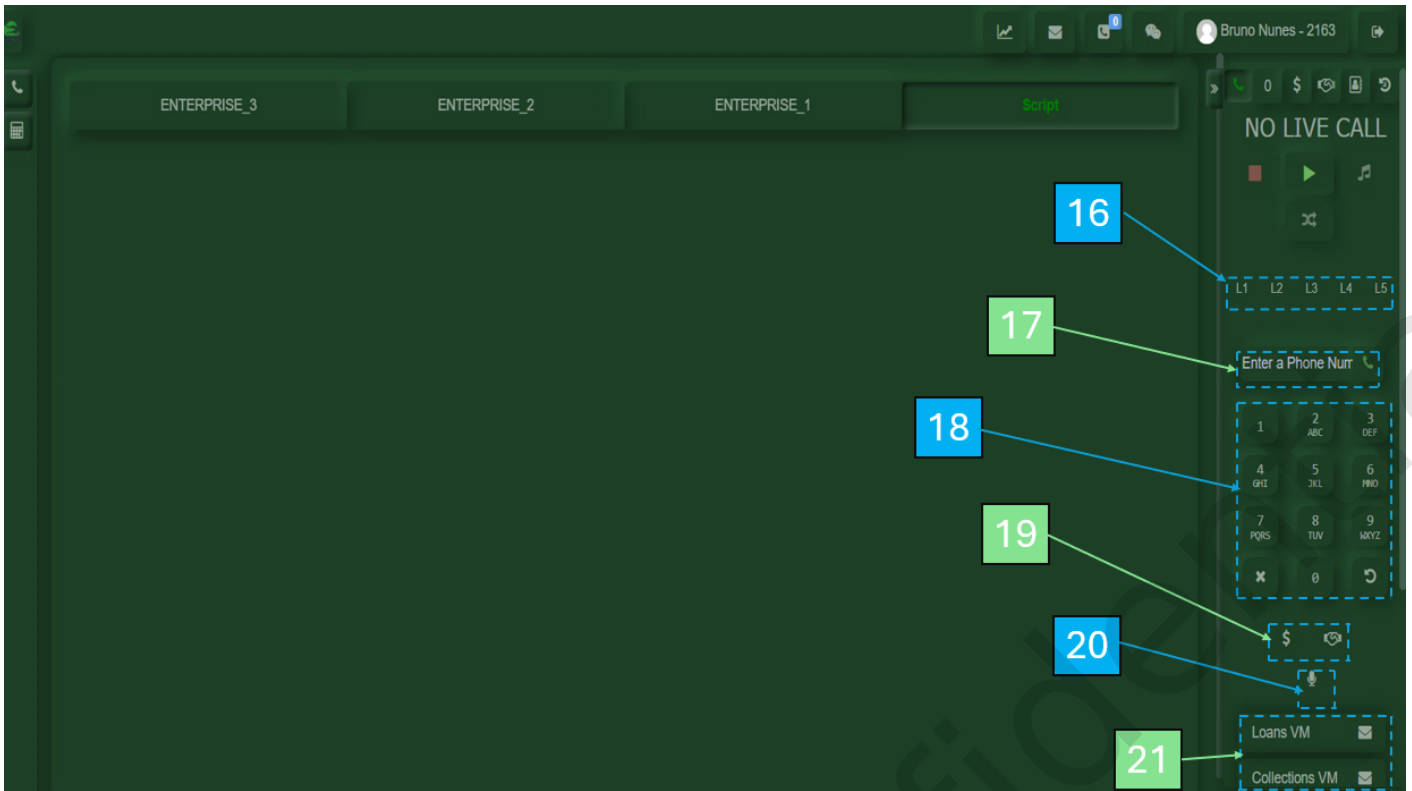 0
Bruno Nunes - 2163
ENTERPRISE_3
ENTERPRISE_2
ENTERPRISE_1
Script
0 $
NO LIVE CALL
16
L1 L2 L3 L4 L5
17
Enter a Phone Num
18
1
2
ABC
3
DEF
4
GHI
5
JKL
6
MNO
7
PQRS
8
TUV
9
WXYZ
0
19
$
20
Loans VM
21
Collections VM